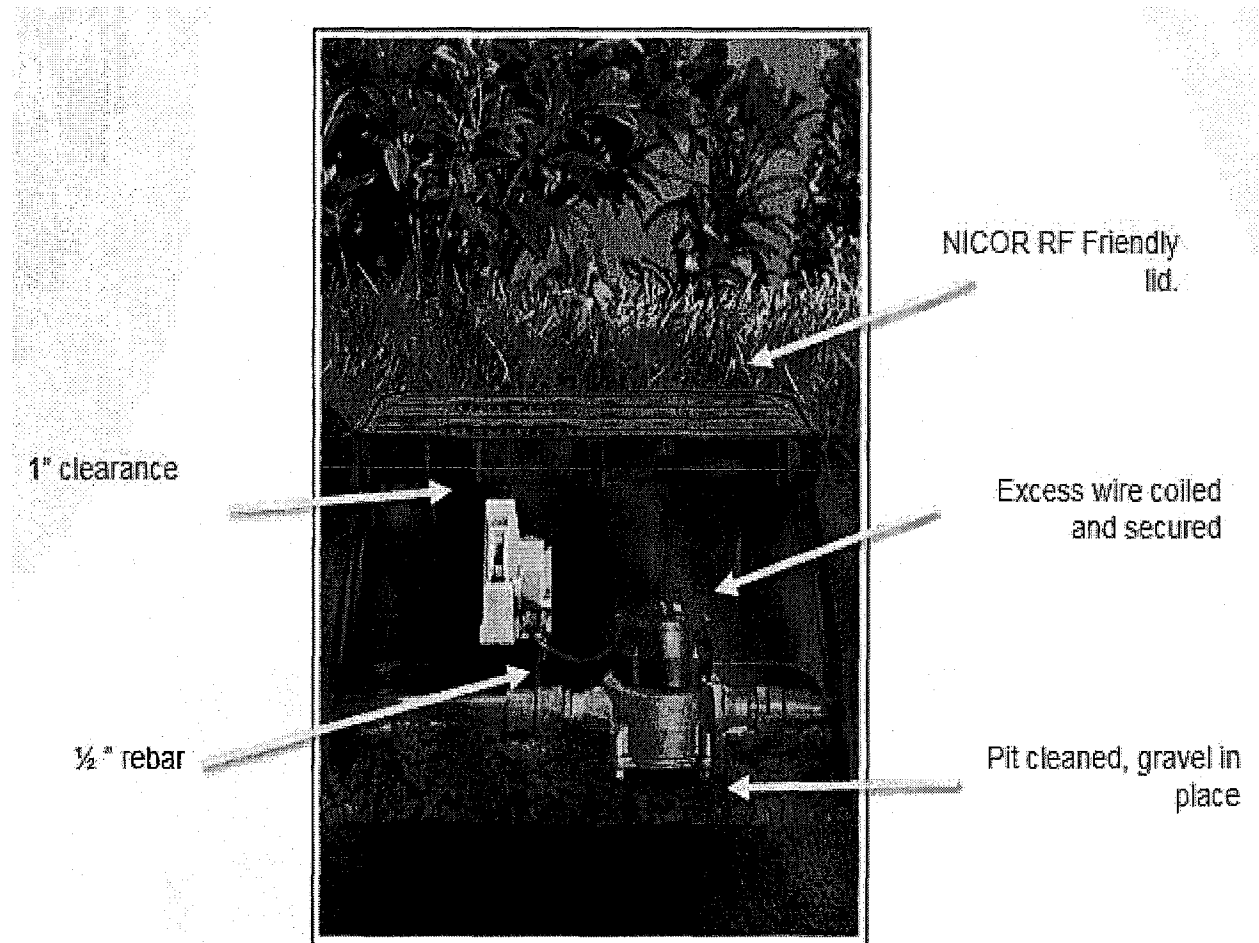 NICOR RF Friendly
lid.
1" clearance
Excess wire coiled
and secured
½ " rebar
Pit cleaned, gravel in
place